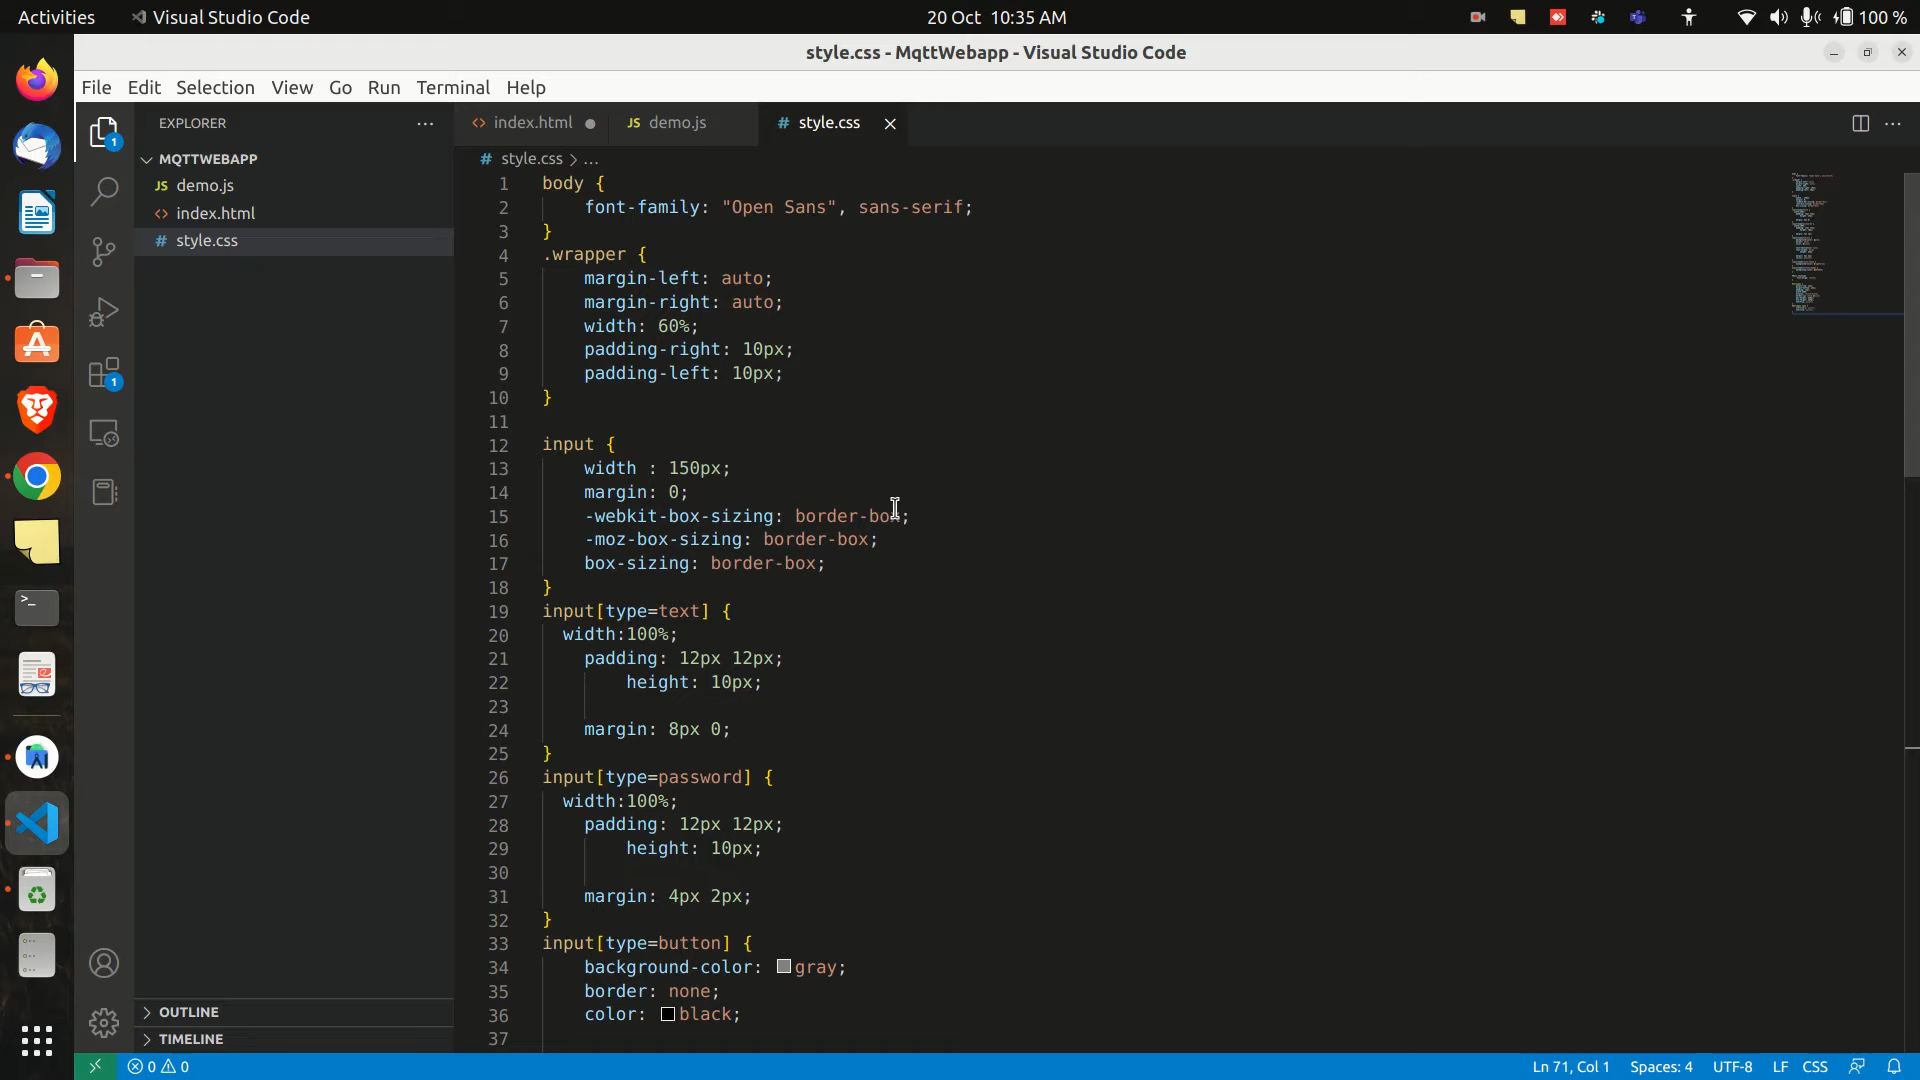 Activities
Visual Studio Code
20 Oct 10:35 AM
100 %
style.css - MqttWebapp - Visual Studio Code
File Edit Selection View Go Run Terminal Help
EXPLORER
index.html
JS demo.js
# style.css
1
MQTTWEBAPP
# style.css > ...
JS demo.js
index.html
# style.css
1
1 body {
2 font-family: "Open Sans", sans-serif;
3 }
4 .wrapper {
5 margin-left: auto;
6 margin-right: auto;
7 width: 60%;
8 padding-right: 10px;
9 padding-left: 10px;
10 }
11
12 input {
13 width : 150px;
14 margin: 0;
15 -webkit-box-sizing: border-box;
16 -moz-box-sizing: border-box;
17 box-sizing: border-box;
18 }
19 input[type=text] {
20 width:100%;
21 padding: 12px 12px;
22 height: 10px;
23
24 margin: 8px 0;
25 }
26 input[type=password] {
27 width:100%;
28 padding: 12px 12px;
29 height: 10px;
30
31 margin: 4px 2px;
32 }
33 input[type=button] {
34 background-color: gray;
35 border: none;
36 color: black;
37
OUTLINE
TIMELINE
0 0
Ln 71, Col 1
Spaces: 4
UTF-8
LF
CSS